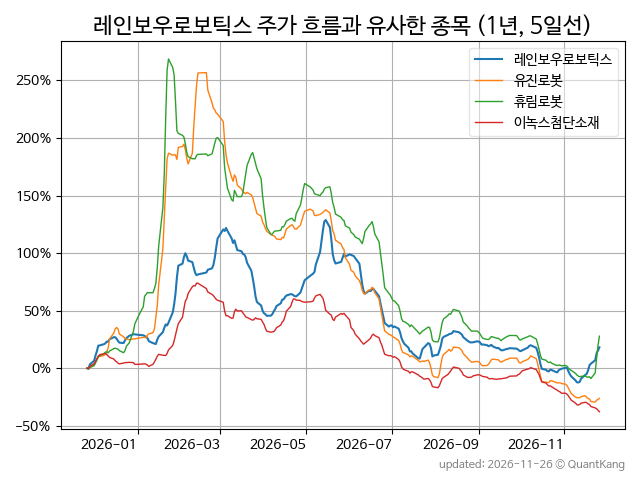 레인보우로보틱스 주가 흐름과 유사한 종목 (1년, 5일선)
레인보우로보틱스
유진로봇
휴림로봇
이녹스첨단소재
250%
200%
150%
100%
50%
0%
−50%
2026-01
2026-03
2026-05
2026-07
2026-09
2026-11
updated: 2026-11-26 © QuantKang